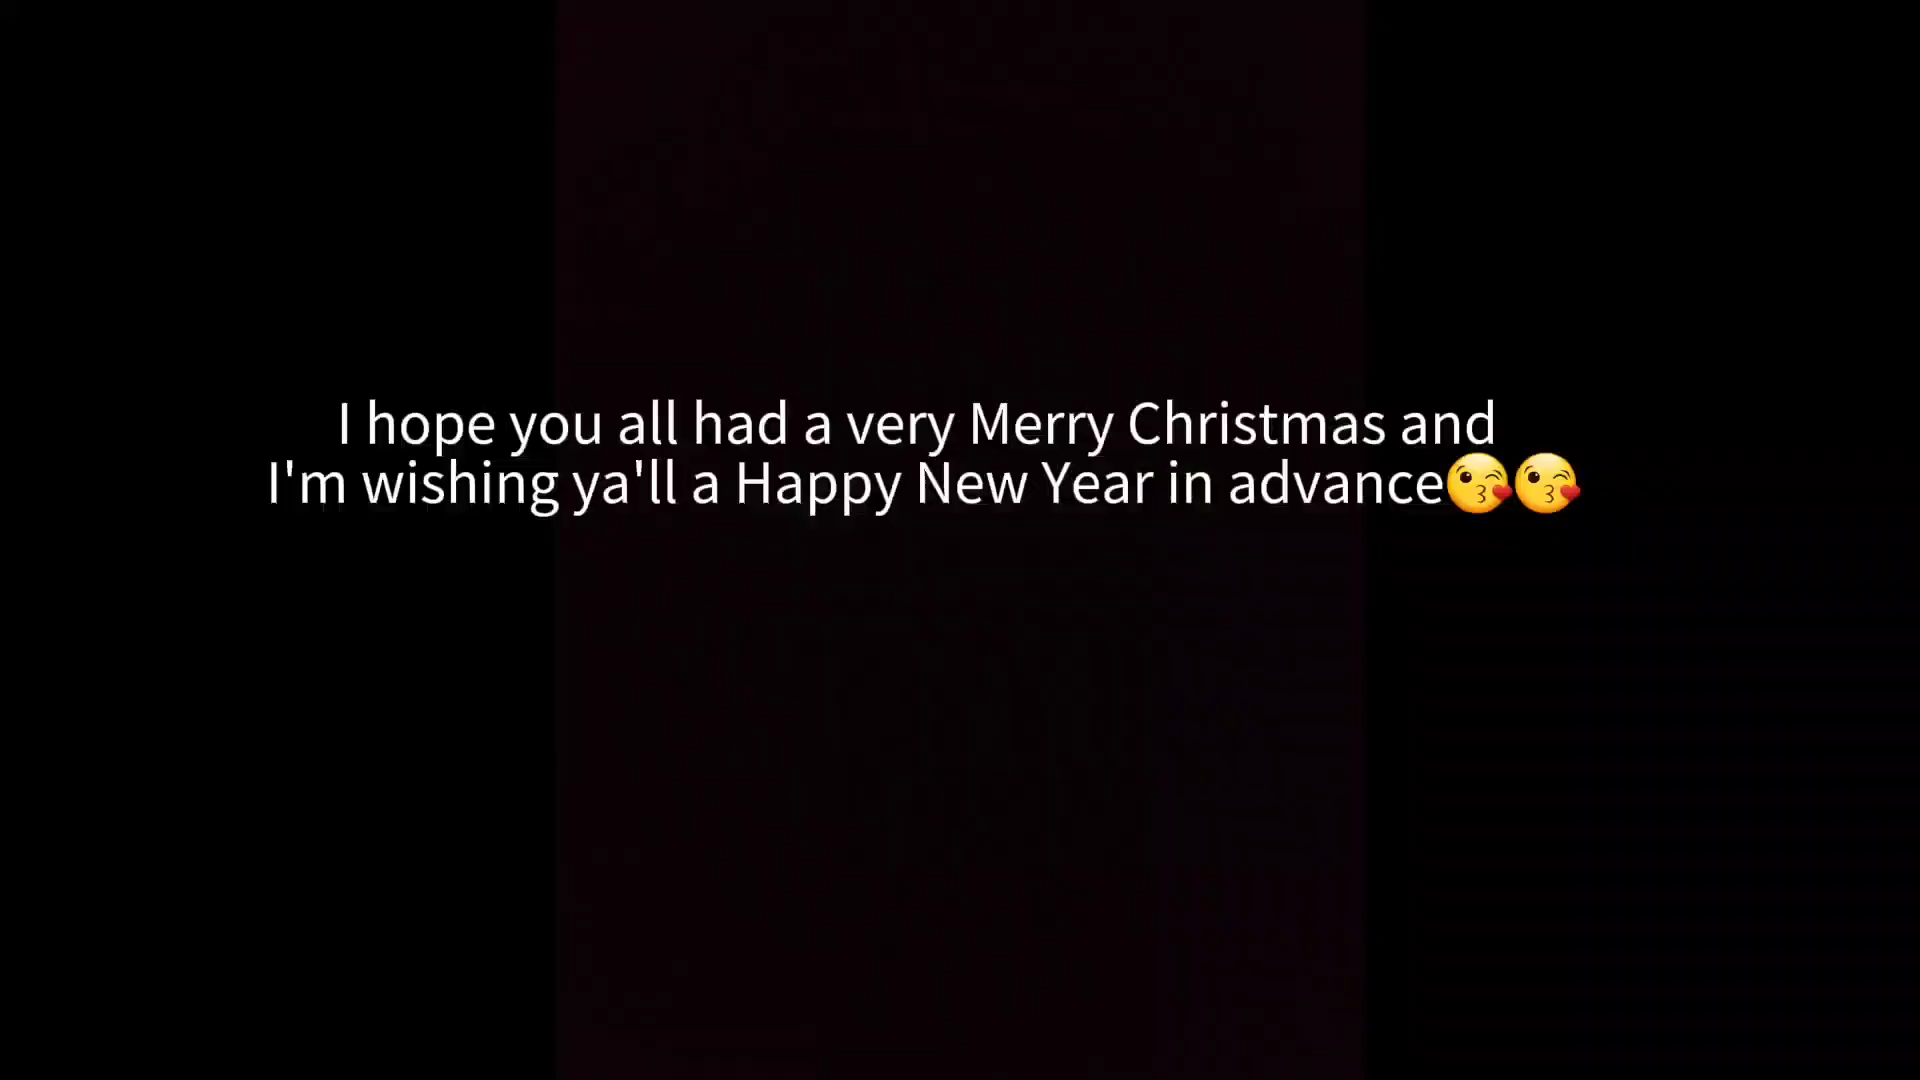 I hope you all had a very Merry Christmas and
I'm wishing ya'll a Happy New Year in advance😘😘